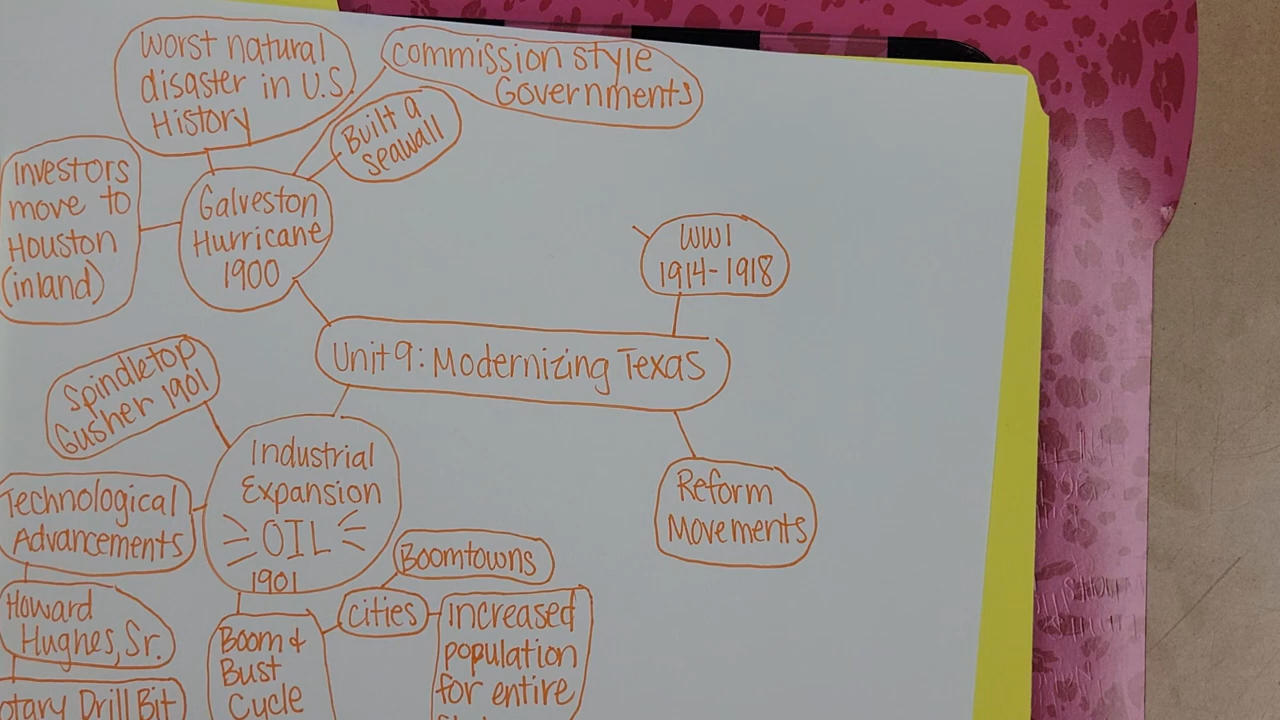 Worst natural
disaster in U.S.
History
Commission style
Governments
Built a
seawall
Investors
move to
Houston
(inland)
Galveston
Hurricane
1900
WW1
1914-1918
Unit 9: Modernizing Texas
Spindletop
Gusher 1901
Industrial
Expansion
OIL
1901
Reform
Movements
Technological
Advancements
Boomtowns
Howard
Hughes, Sr.
cities
increased
population
for entire
Boom &
Bust
Cycle
Drill Bit